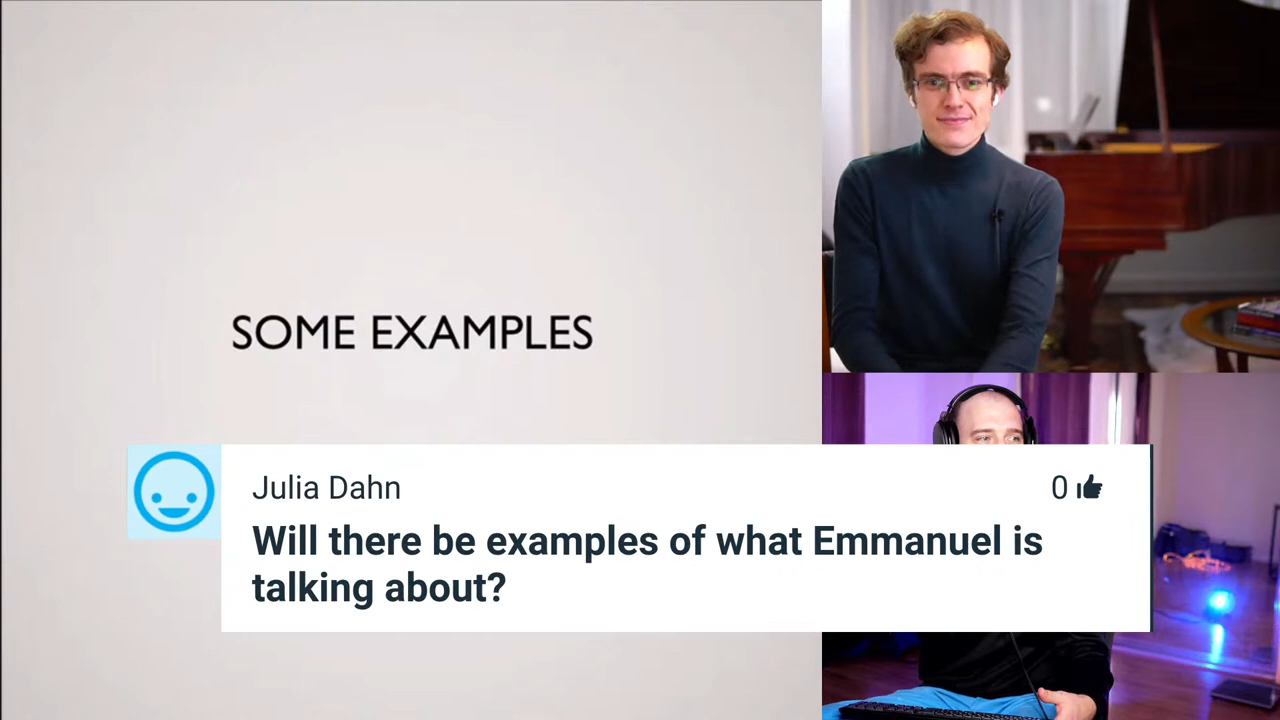 SOME EXAMPLES
Julia Dahn
0
Will there be examples of what Emmanuel is
talking about?